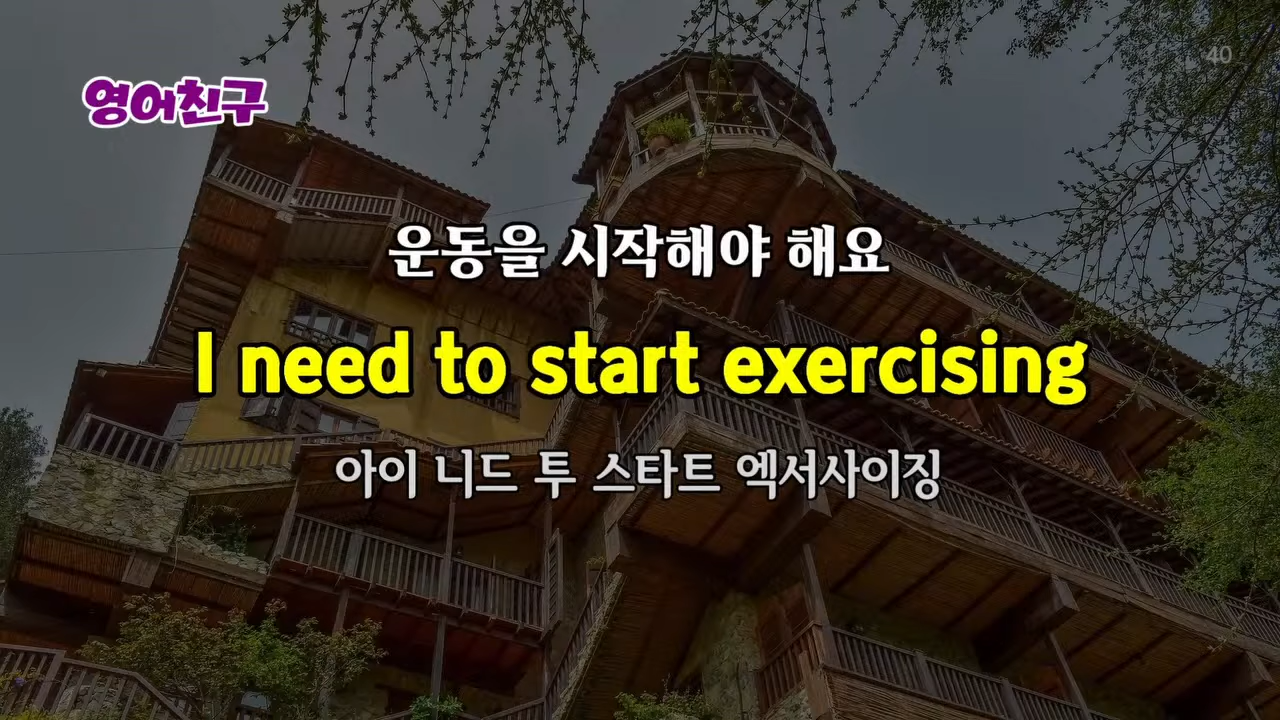 40
영어친구
운동을 시작해야 해요
I need to start exercising
아이 니드 투 스타트 엑서사이징